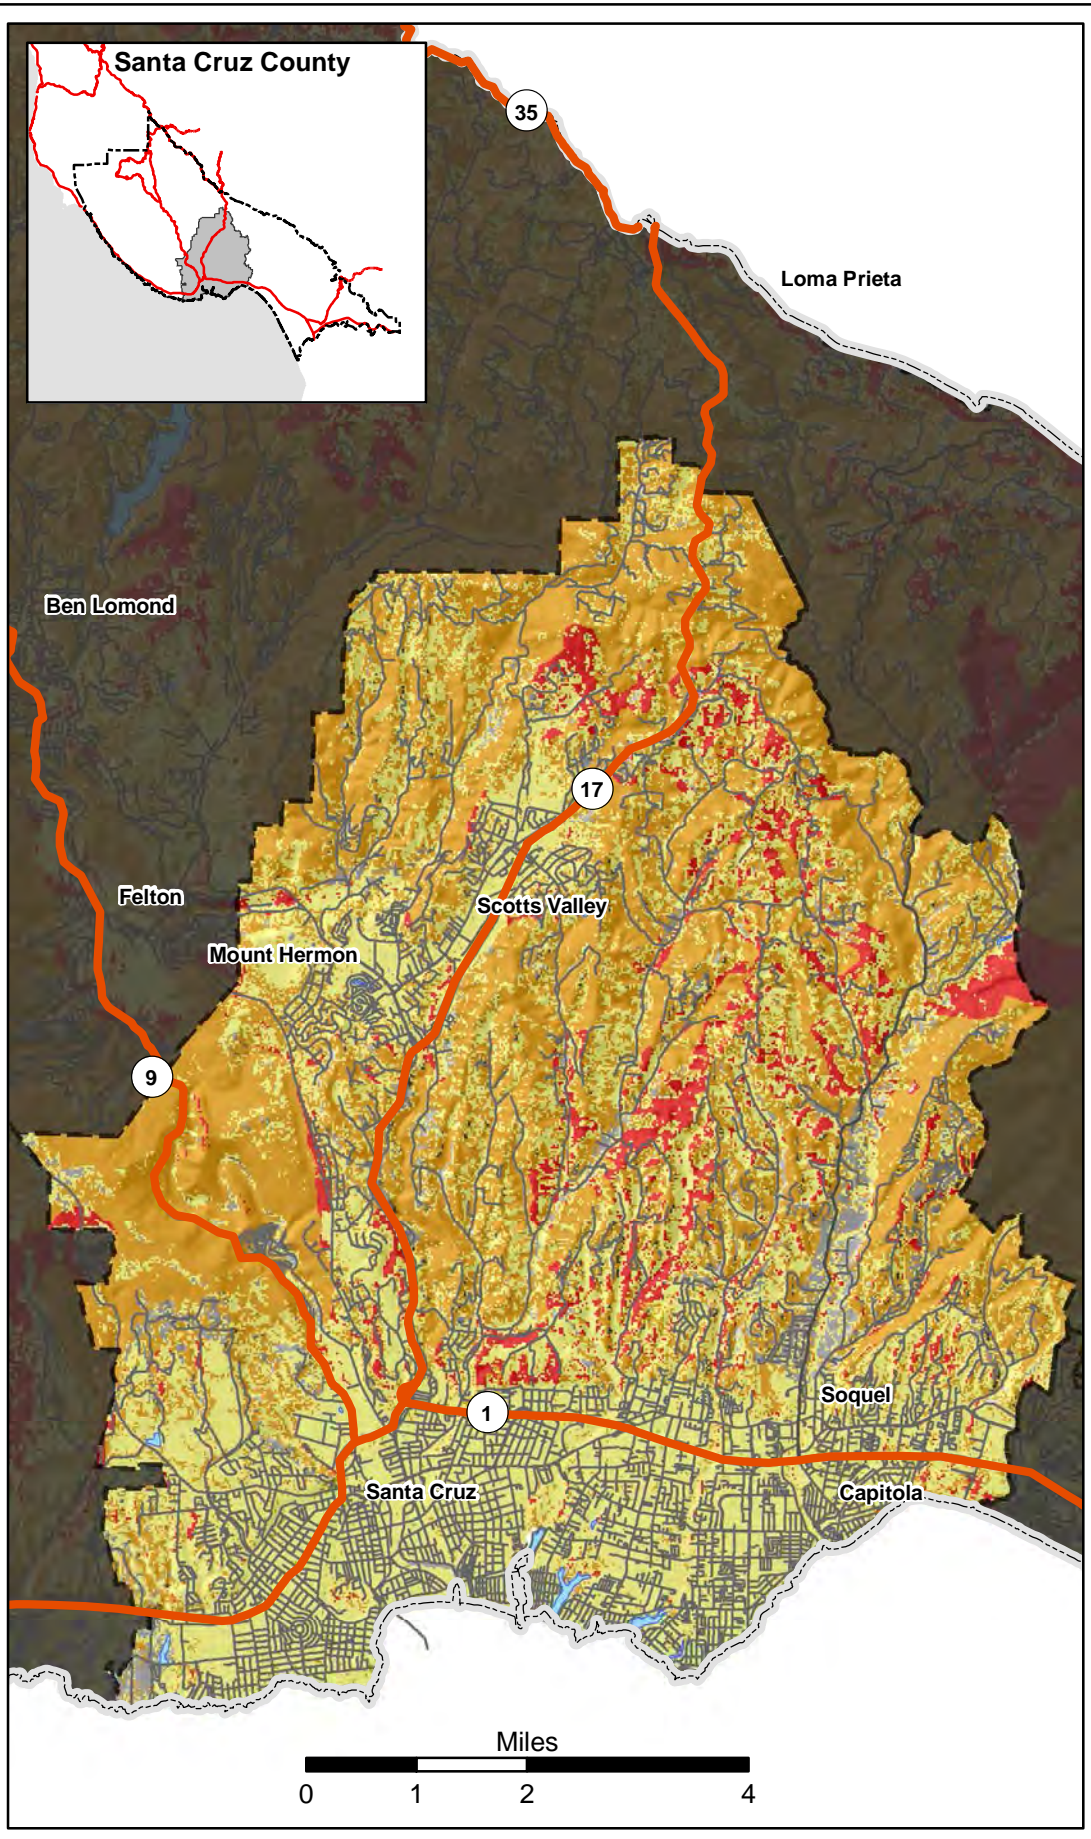 Santa Cruz County
35
Loma Prieta
Ben Lomond
17
Felton
Scotts Valley
Mount Hermon
9
Soquel
1
Santa Cruz
Capitola
Miles
0 1 2 4